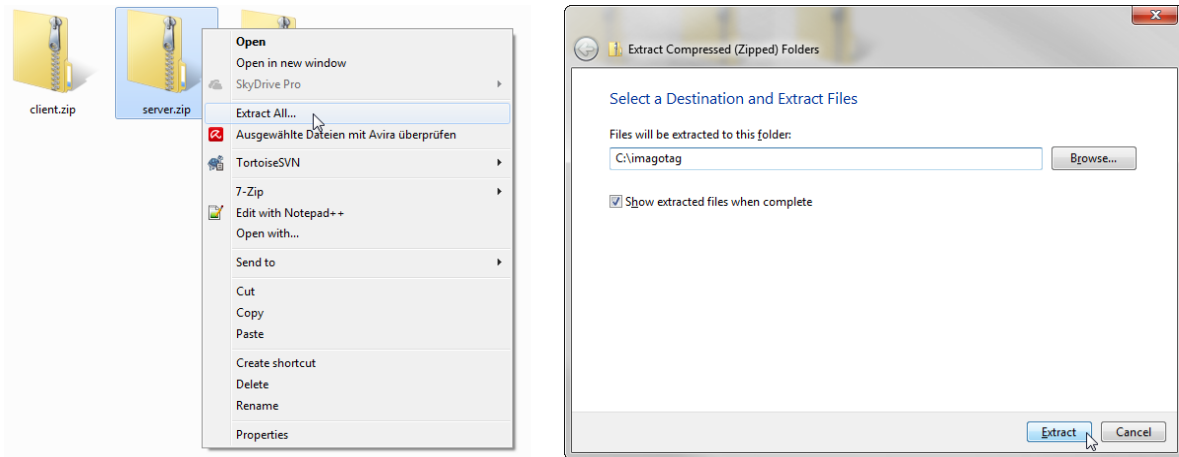 client.zip
server.zip
Open
Open in new window
SkyDrive Pro
Extract All...
Ausgewählte Dateien mit Avira überprüfen
TortoiseSVN
7-Zip
Edit with Notepad++
Open with...
Send to
Cut
Copy
Paste
Create shortcut
Delete
Rename
Properties
Extract Compressed (Zipped) Folders
Select a Destination and Extract Files
Files will be extracted to this folder:
C:\imagotag
Browse...
Show extracted files when complete
Extract
Cancel